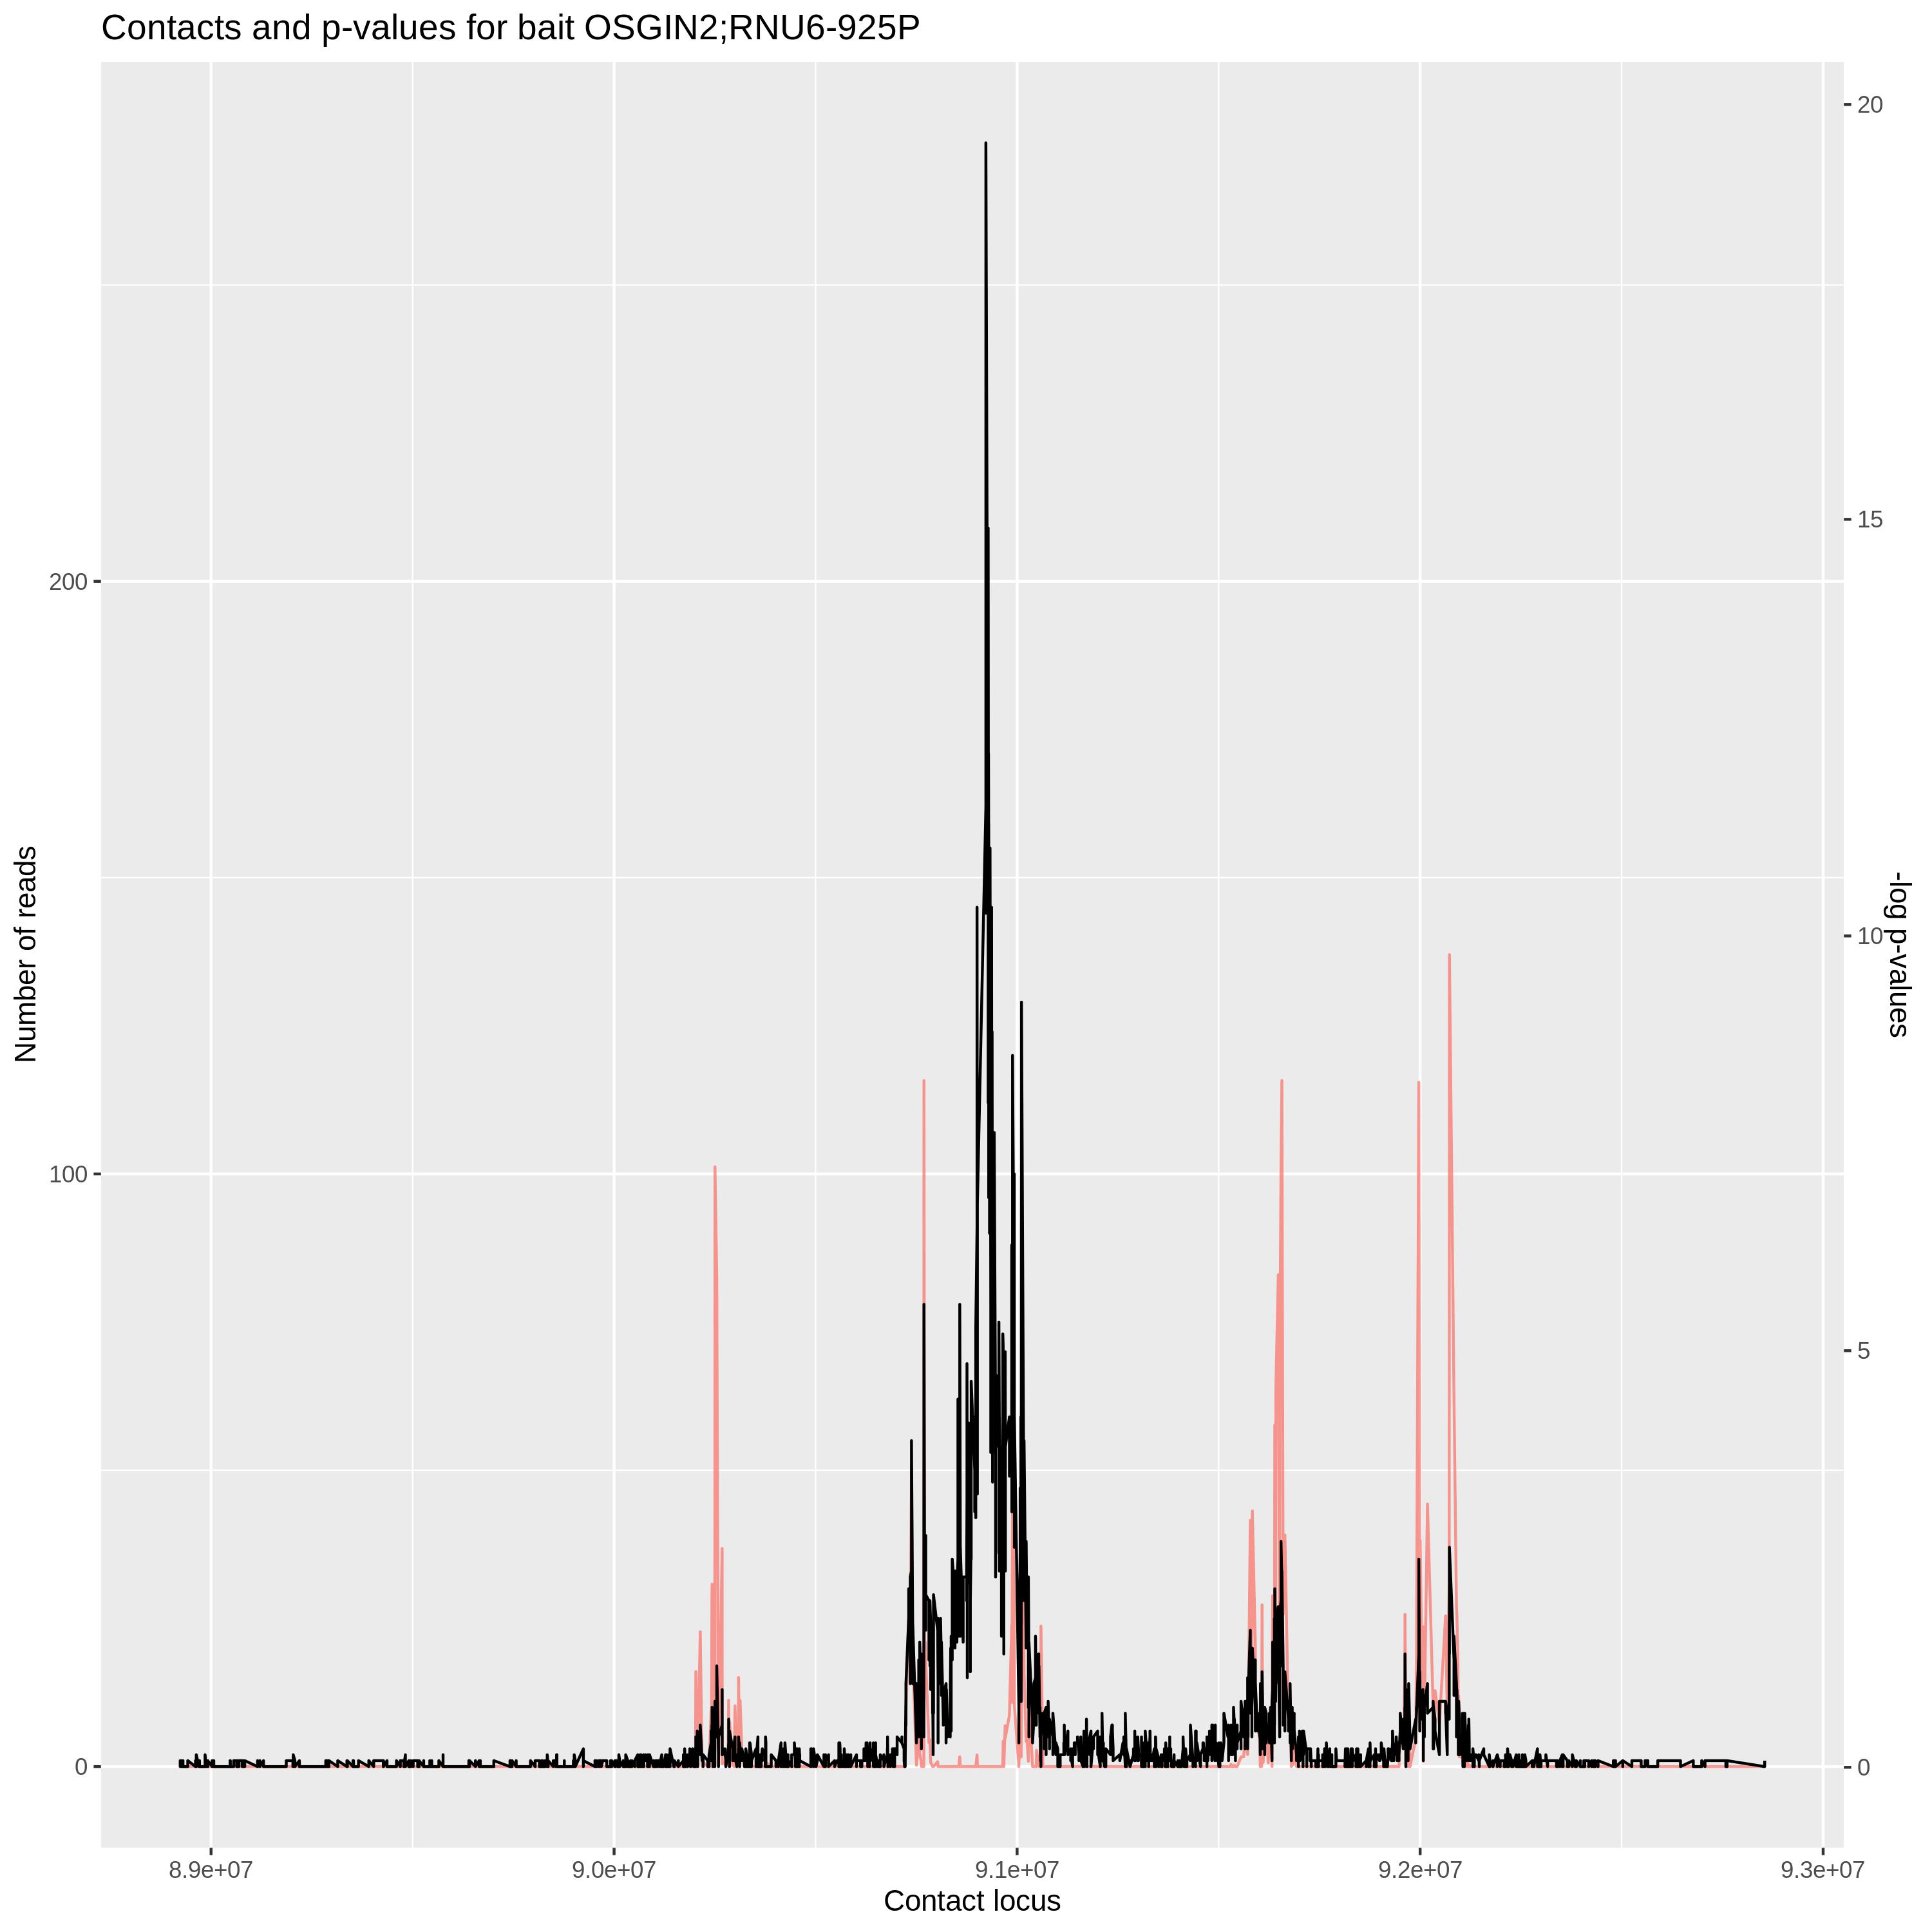 Contacts and p-values for bait OSGIN2;RNU6-925P
Number of reads
200
100
0
20
15
10
5
0
-log p-values
8.9e+07 9.0e+07 9.1e+07 9.2e+07 9.3e+07
Contact locus